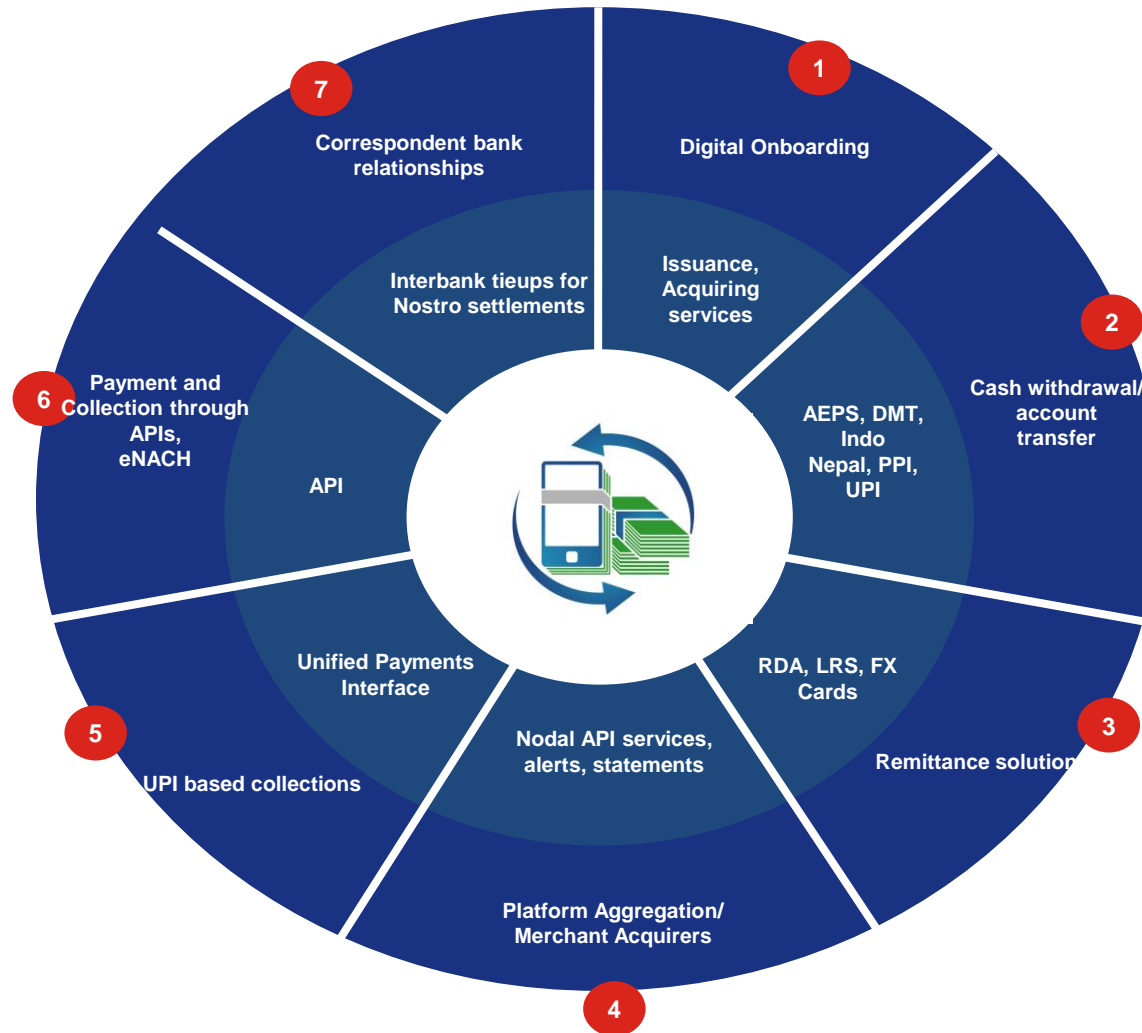 1
Digital Onboarding
Issuance,
Acquiring
services
2
Cash withdrawal/
account
transfer
AEPS, DMT,
Indo
Nepal, PPI,
UPI
3
Remittance solution
RDA, LRS, FX
Cards
4
Platform Aggregation/
Merchant Acquirers
Nodal API services,
alerts, statements
5
UPI based collections
Unified Payments
Interface
6
Payment and
Collection through
APIs,
eNACH
API
7
Correspondent bank
relationships
Interbank tieups for
Nostro settlements